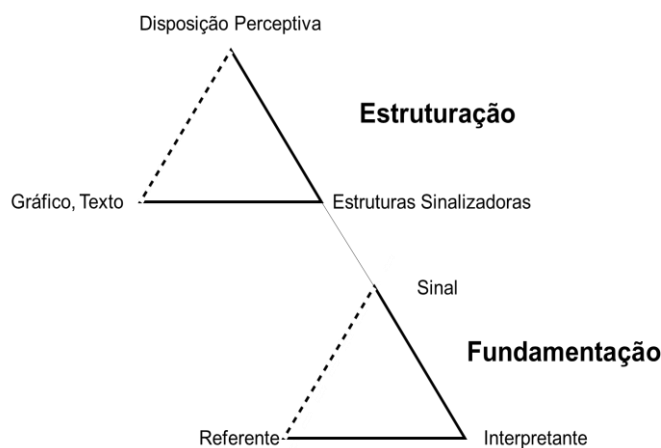 Disposição Perceptiva
Estruturação
Gráfico, Texto
Estruturas Sinalizadoras
Sinal
Fundamentação
Referente
Interpretante